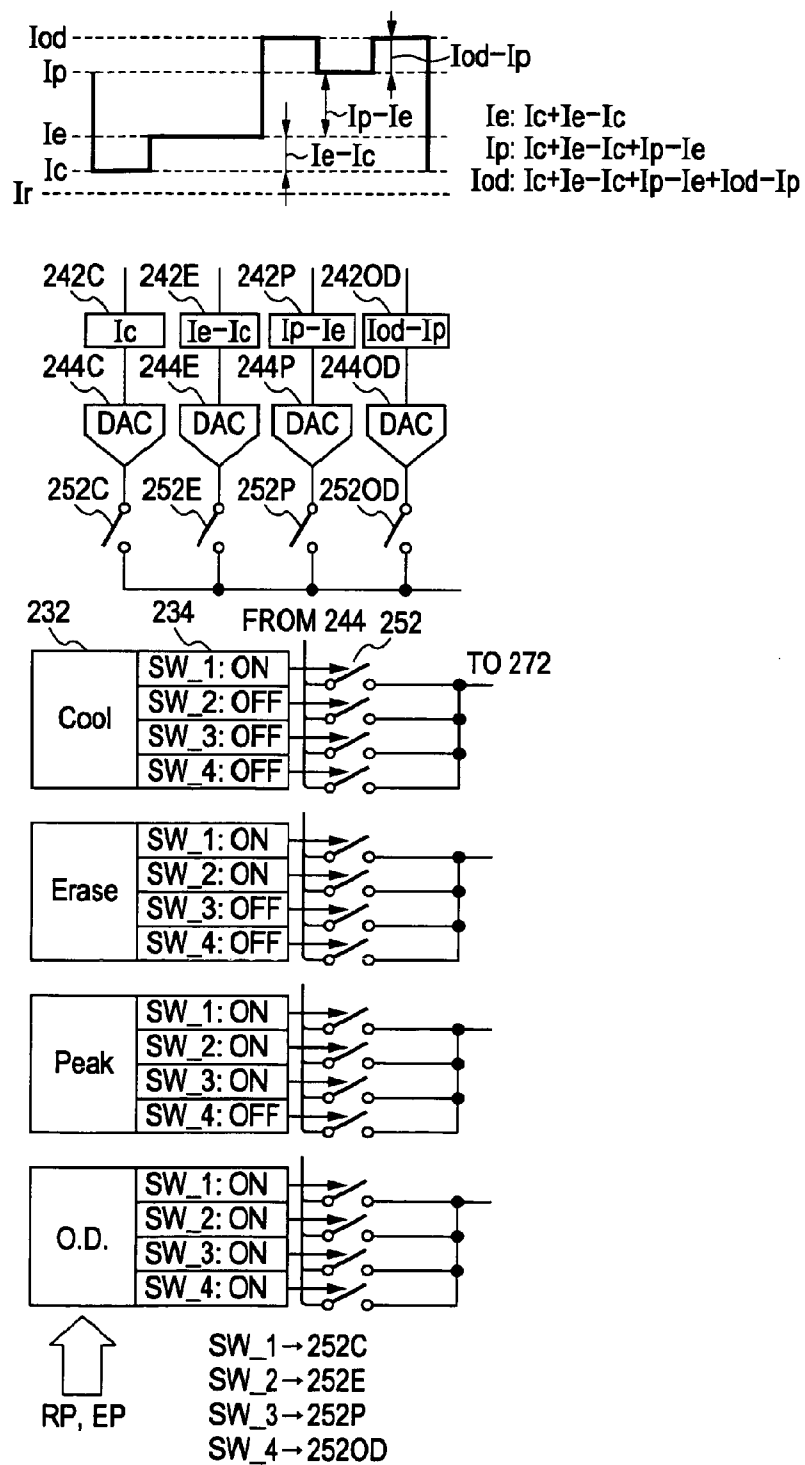 Iod
Ip
Ie
Ic
Ir
Iod−Ip
Ip−Ie
Ie−Ic
Ie: Ic+Ie−Ic
Ip: Ic+Ie−Ic+Ip−Ie
Iod: Ic+Ie−Ic+Ip−Ie+Iod−Ip
242C 242E 242P 242OD
Ic Ie−Ic Ip−Ie Iod−Ip
244C 244E 244P 244OD
DAC DAC DAC DAC
252C 252E 252P 252OD
232 234 FROM 244 252
TO 272
Cool
SW_1: ON
SW_2: OFF
SW_3: OFF
SW_4: OFF
Erase
SW_1: ON
SW_2: ON
SW_3: OFF
SW_4: OFF
Peak
SW_1: ON
SW_2: ON
SW_3: ON
SW_4: OFF
O.D.
SW_1: ON
SW_2: ON
SW_3: ON
SW_4: ON
RP, EP
SW_1→252C
SW_2→252E
SW_3→252P
SW_4→252OD